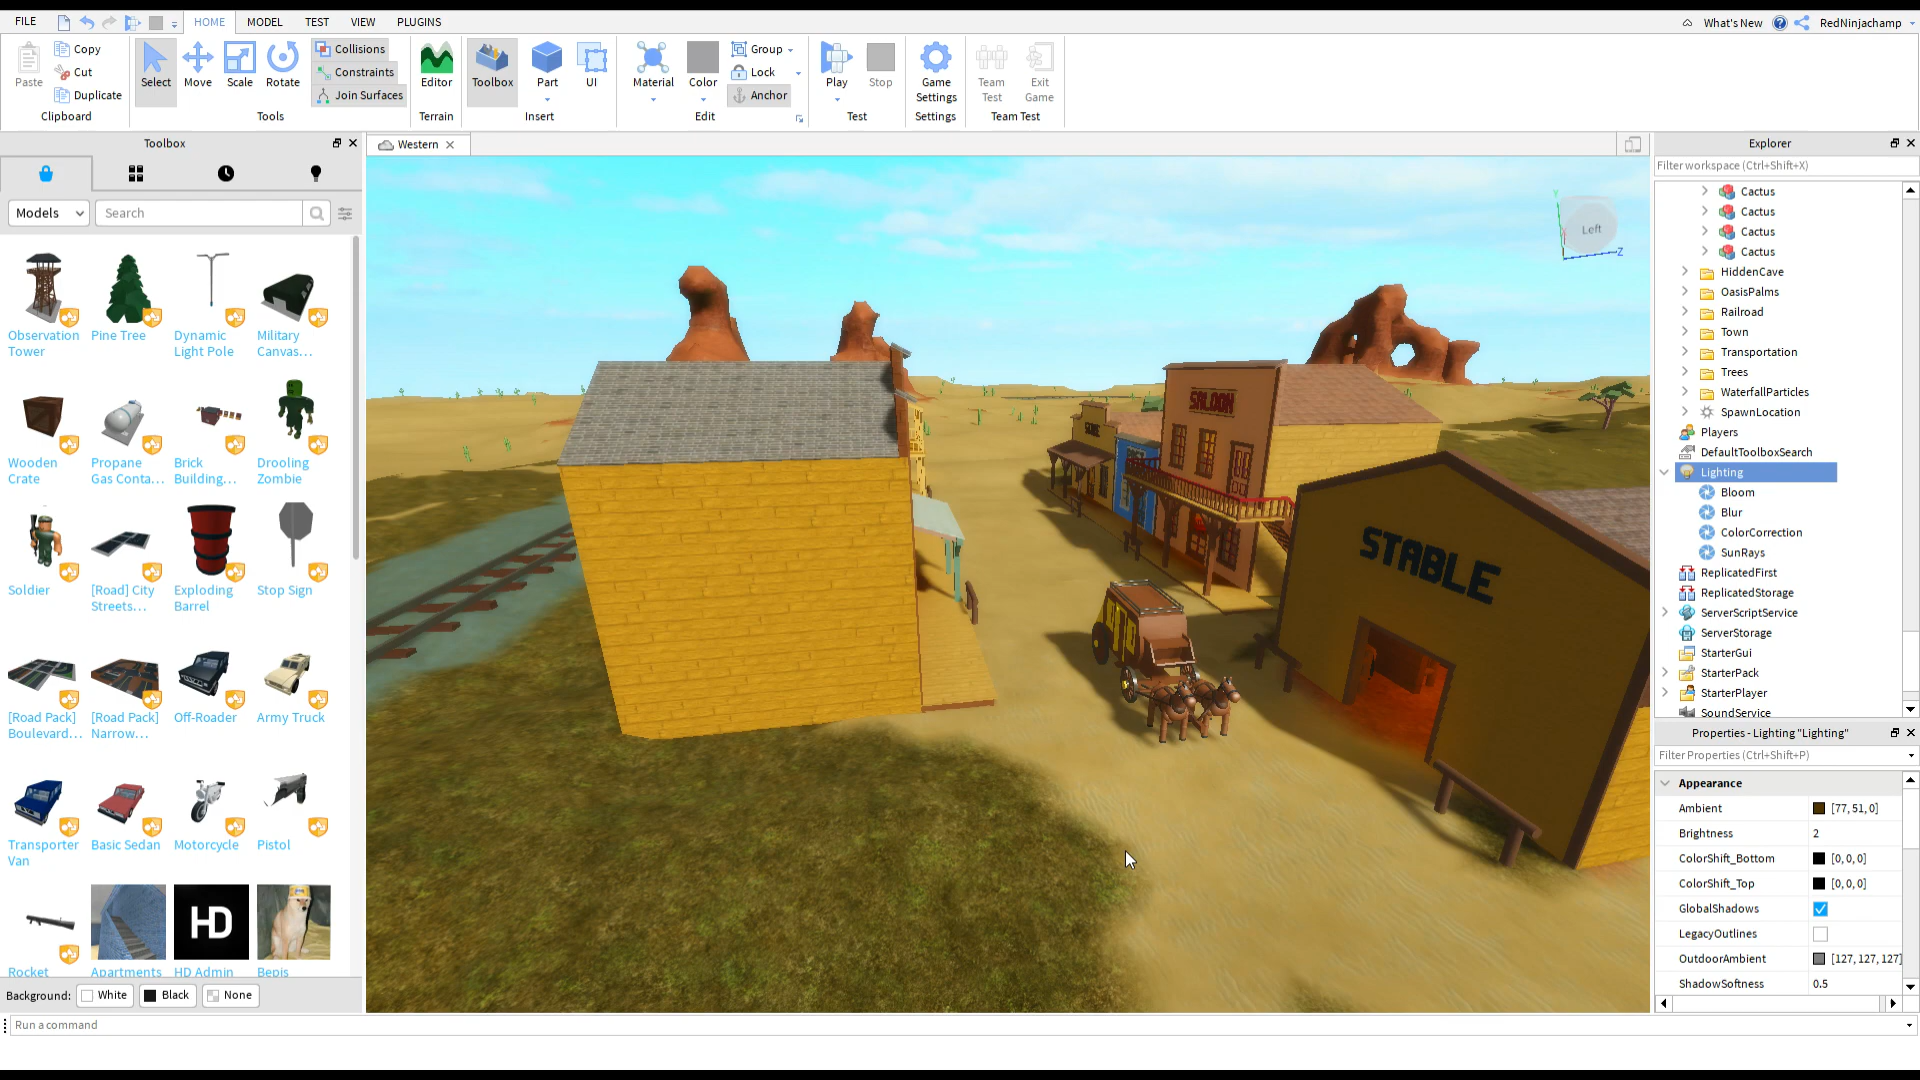 FILE
HOME
MODEL
TEST
VIEW
PLUGINS
What's New
RedNinjachamp
Paste
Copy
Cut
Duplicate
Clipboard
Select
Move
Scale
Rotate
Collisions
Constraints
Join Surfaces
Tools
Editor
Terrain
Toolbox
Part
UI
Insert
Material
Color
Group
Lock
Anchor
Edit
Play
Stop
Test
Game
Settings
Settings
Team
Test
Exit
Game
Team Test
Toolbox
Models
Search
Observation
Tower
Pine Tree
Dynamic
Light Pole
Military
Canvas...
Wooden
Crate
Propane
Gas Conta...
Brick
Building...
Drooling
Zombie
Soldier
[Road] City
Streets...
Exploding
Barrel
Stop Sign
[Road Pack]
Boulevard...
[Road Pack]
Narrow...
Off-Roader
Army Truck
Transporter
Van
Basic Sedan
Motorcycle
Pistol
HD
Rocket
Apartments
HD Admin
Bepis
Background:
White
Black
None
Run a command
Western
SALOON
STABLE
Left
Y
Z
Explorer
Filter workspace (Ctrl+Shift+X)
Cactus
Cactus
Cactus
Cactus
HiddenCave
OasisPalms
Railroad
Town
Transportation
Trees
WaterfallParticles
SpawnLocation
Players
DefaultToolboxSearch
Lighting
Bloom
Blur
ColorCorrection
SunRays
ReplicatedFirst
ReplicatedStorage
ServerScriptService
ServerStorage
StarterGui
StarterPack
StarterPlayer
SoundService
Properties - Lighting "Lighting"
Filter Properties (Ctrl+Shift+P)
Appearance
Ambient [77, 51, 0]
Brightness 2
ColorShift_Bottom [0, 0, 0]
ColorShift_Top [0, 0, 0]
GlobalShadows
LegacyOutlines
OutdoorAmbient [127, 127, 127]
ShadowSoftness 0.5